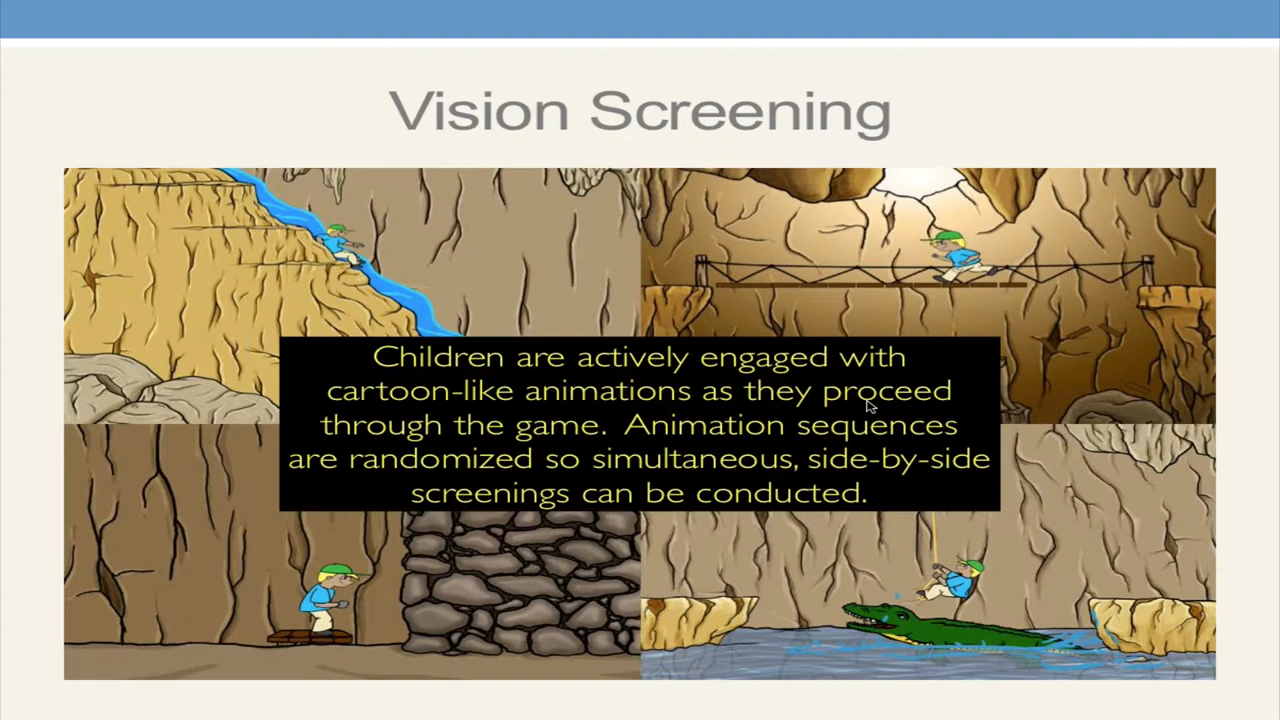 Vision Screening
Children are actively engaged with
cartoon-like animations as they proceed
through the game. Animation sequences
are randomized so simultaneous, side-by-side
screenings can be conducted.